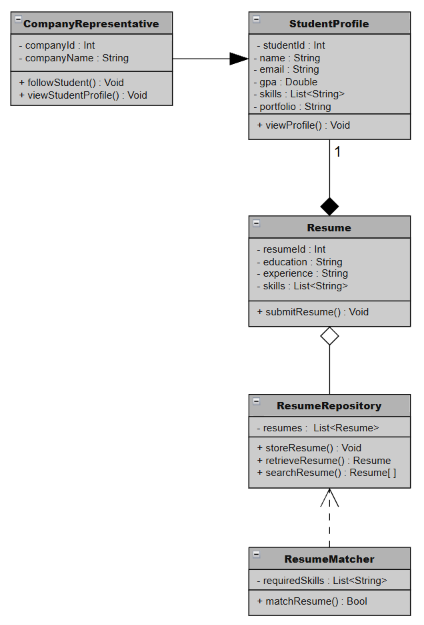 CompanyRepresentative
- companyId : Int
- companyName : String
+ followStudent() : Void
+ viewStudentProfile() : Void
StudentProfile
- studentId : Int
- name : String
- email : String
- gpa : Double
- skills : List<String>
- portfolio : String
+ viewProfile() : Void
1
Resume
- resumeId : Int
- education : String
- experience : String
- skills : List<String>
+ submitResume() : Void
ResumeRepository
- resumes : List<Resume>
+ storeResume() : Void
+ retrieveResume() : Resume
+ searchResume() : Resume[ ]
ResumeMatcher
- requiredSkills : List<String>
+ matchResume() : Bool